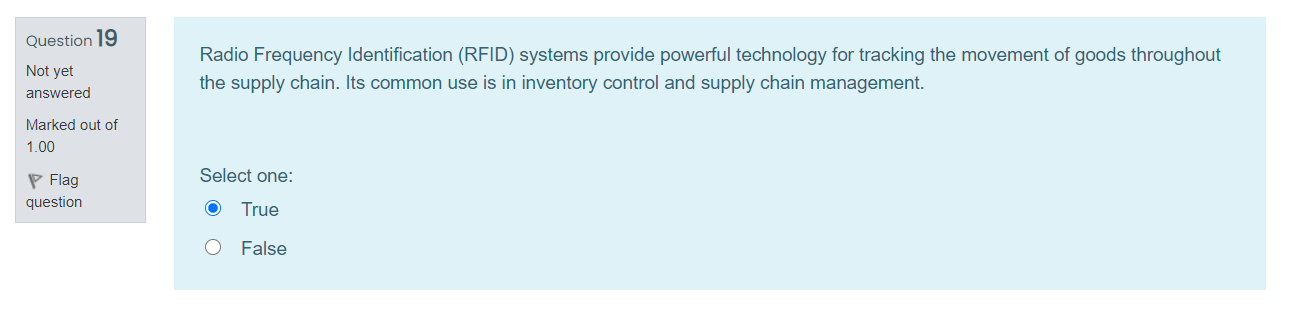 Question 19
Not yet
answered
Marked out of
1.00
Flag
question
Radio Frequency Identification (RFID) systems provide powerful technology for tracking the movement of goods throughout
the supply chain. Its common use is in inventory control and supply chain management.
Select one:
True
False